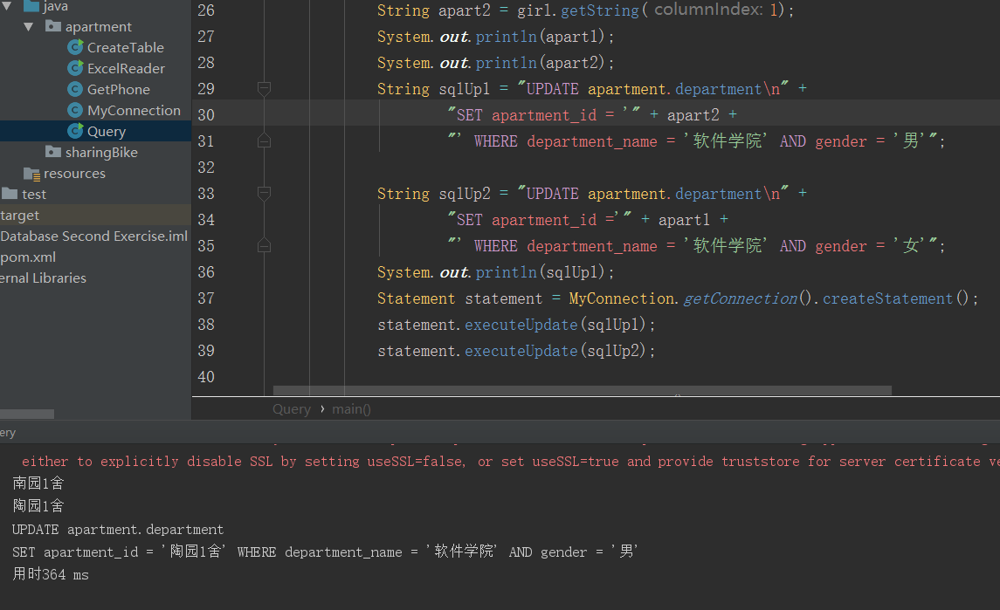 java
apartment
CreateTable
ExcelReader
GetPhone
MyConnection
Query
sharingBike
resources
test
target
Database Second Exercise.iml
pom.xml
ernal Libraries
26 String apart2 = girl.getString( columnIndex: 1);
27 System.out.println(apart1);
28 System.out.println(apart2);
29 String sqlUp1 = "UPDATE apartment.department\n" +
30 "SET apartment_id = '" + apart2 +
31 "' WHERE department_name = '软件学院' AND gender = '男'";
32
33 String sqlUp2 = "UPDATE apartment.department\n" +
34 "SET apartment_id ='" + apart1 +
35 "' WHERE department_name = '软件学院' AND gender = '女'";
36 System.out.println(sqlUp1);
37 Statement statement = MyConnection.getConnection().createStatement();
38 statement.executeUpdate(sqlUp1);
39 statement.executeUpdate(sqlUp2);
40
Query › main()
ery
either to explicitly disable SSL by setting useSSL=false, or set useSSL=true and provide truststore for server certificate ve
南园1舍
陶园1舍
UPDATE apartment.department
SET apartment_id = '陶园1舍' WHERE department_name = '软件学院' AND gender = '男'
用时364 ms